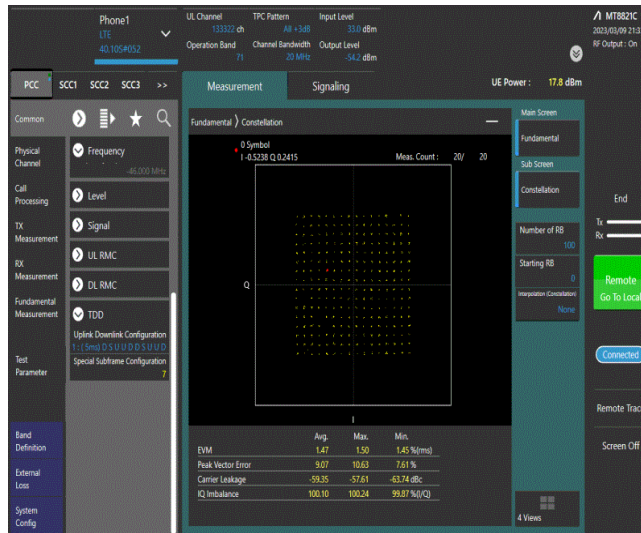 Phone1
LTE
40.105#052
UL Channel
133322 ch
TPC Pattern
All +3dB
Input Level
33.0 dBm
Operation Band
71
Channel Bandwidth
20 MHz
Output Level
-54.2 dBm
MT8821C
2023/03/09 21:3
RF Output : On
PCC SCC1 SCC2 SCC3 >>
Measurement
Signaling
UE Power : 17.8 dBm
Common
Physical
Channel
Call
Processing
TX
Measurement
RX
Measurement
Fundamental
Measurement
Test
Parameter
Band
Definition
External
Loss
System
Config
Frequency
-46.000 MHz
Level
Signal
UL RMC
DL RMC
TDD
Uplink Downlink Configuration
1 : ( 5ms) D S U U D D S U U D
Special Subframe Configuration
7
Fundamental ⟩ Constellation
0 Symbol
I -0.5238 Q 0.2415
Meas. Count : 20/ 20
Q
I
Avg. Max. Min.
EVM 1.47 1.50 1.45 %(rms)
Peak Vector Error 9.07 10.63 7.61 %
Carrier Leakage -59.35 -57.61 -63.74 dBc
IQ Imbalance 100.10 100.24 99.87 %(I/Q)
Main Screen
Fundamental
Sub Screen
Constellation
Number of RB
100
Starting RB
0
Interpolation (Constellation)
None
4 Views
End
Tx
Rx
Remote
Go To Local
Connected
Remote Trac
Screen Off